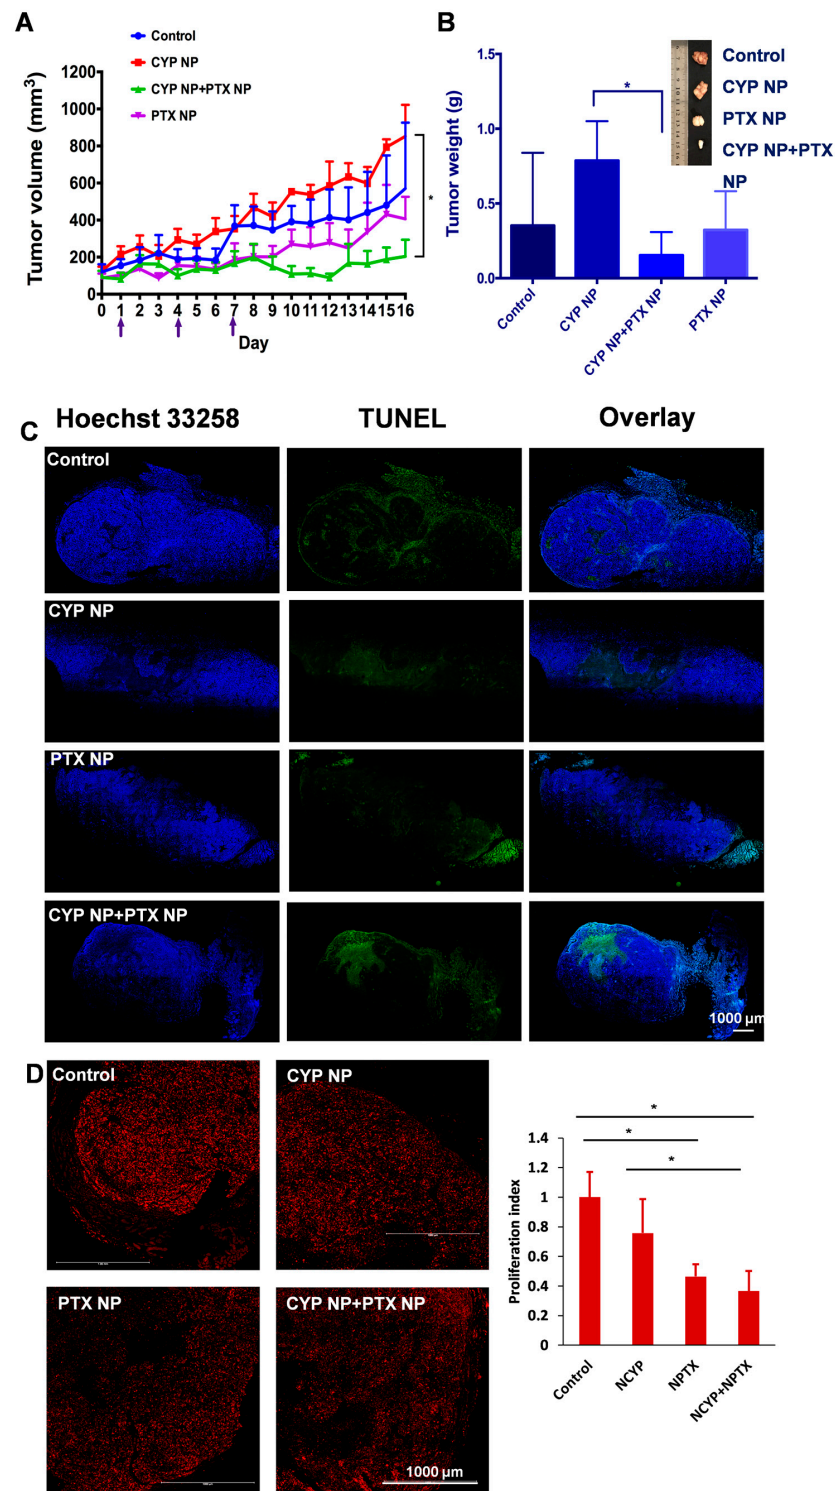 A
Control
CYP NP
CYP NP+PTX NP
PTX NP
Tumor volume (mm3)
1200
1000
800
600
400
200
0
*
0 1 2 3 4 5 6 7 8 9 10 11 12 13 14 15 16
Day
B
Tumor weight (g)
1.5
1.0
0.5
0.0
*
Control
CYP NP
PTX NP
CYP NP+PTX
NP
Control
CYP NP
CYP NP+PTX NP
PTX NP
C
Hoechst 33258 TUNEL Overlay
Control
CYP NP
PTX NP
CYP NP+PTX NP
1000 µm
D
Control
CYP NP
PTX NP
CYP NP+PTX NP
1000 µm
*
*
*
Proliferation index
1.4
1.2
1
0.8
0.6
0.4
0.2
0
Control
NCYP
NPTX
NCYP+NPTX